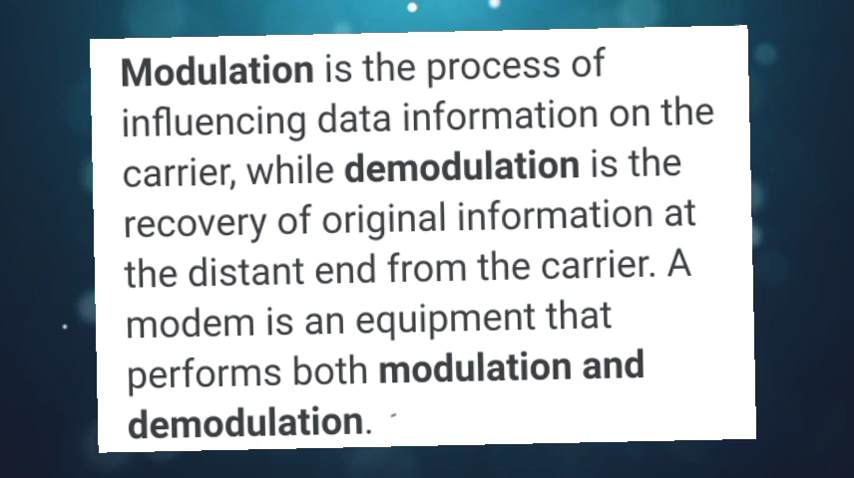 Modulation is the process of
influencing data information on the
carrier, while demodulation is the
recovery of original information at
the distant end from the carrier. A
modem is an equipment that
performs both modulation and
demodulation.